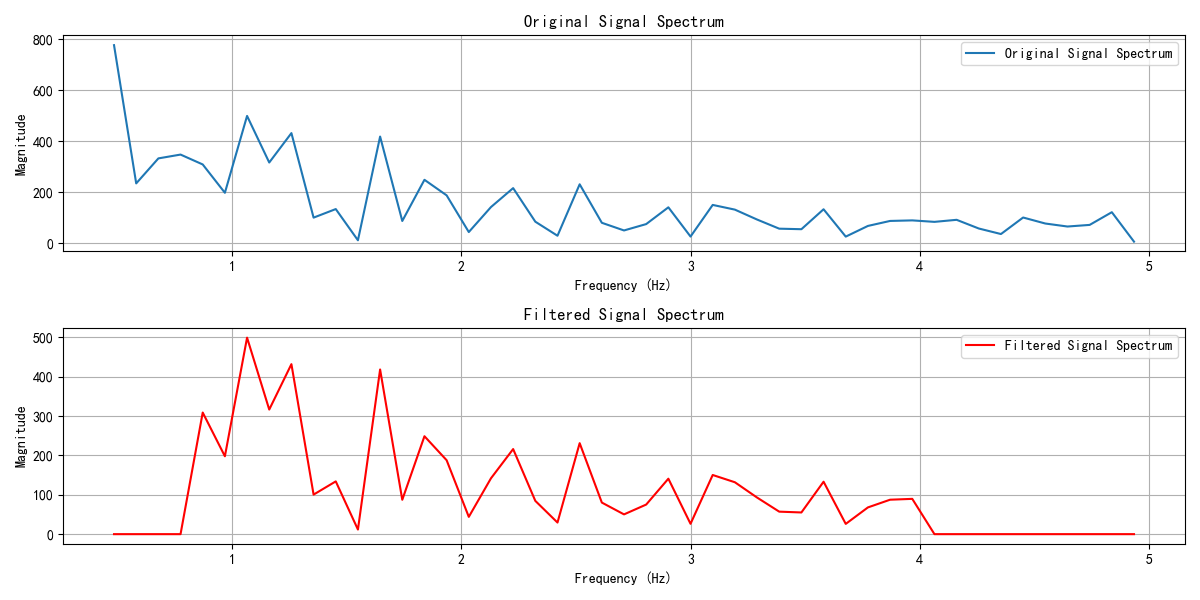 Original Signal Spectrum
800
600
400
200
0
Magnitude
Original Signal Spectrum
1 2 3 4 5
Frequency (Hz)
Filtered Signal Spectrum
500
400
300
200
100
0
Magnitude
Filtered Signal Spectrum
1 2 3 4 5
Frequency (Hz)